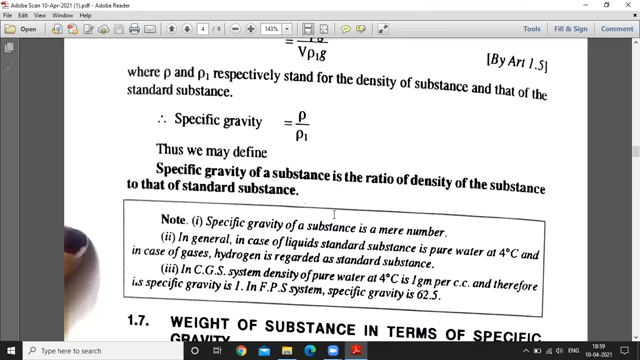 Adobe Scan 10-Apr-2021 (1).pdf - Adobe Reader
File Edit View Window Help
Open 4 / 9 143% Tools Fill & Sign Comment
= Vρ₁g
[By Art 1.5]
where ρ and ρ₁ respectively stand for the density of substance and that of the
standard substance.
∴ Specific gravity = ρ/ρ₁
Thus we may define
Specific gravity of a substance is the ratio of density of the substance
to that of standard substance.
Note. (i) Specific gravity of a substance is a mere number.
(ii) In general, in case of liquids standard substance is pure water at 4°C and
in case of gases, hydrogen is regarded as standard substance.
(iii) In C.G.S. system density of pure water at 4°C is 1gm per c.c. and therefore
its specific gravity is 1. In F.P.S system, specific gravity is 62.5.
1.7. WEIGHT OF SUBSTANCE IN TERMS OF SPECIFIC
GRAVITY
Type here to search
ENG
18:59
10-04-2021